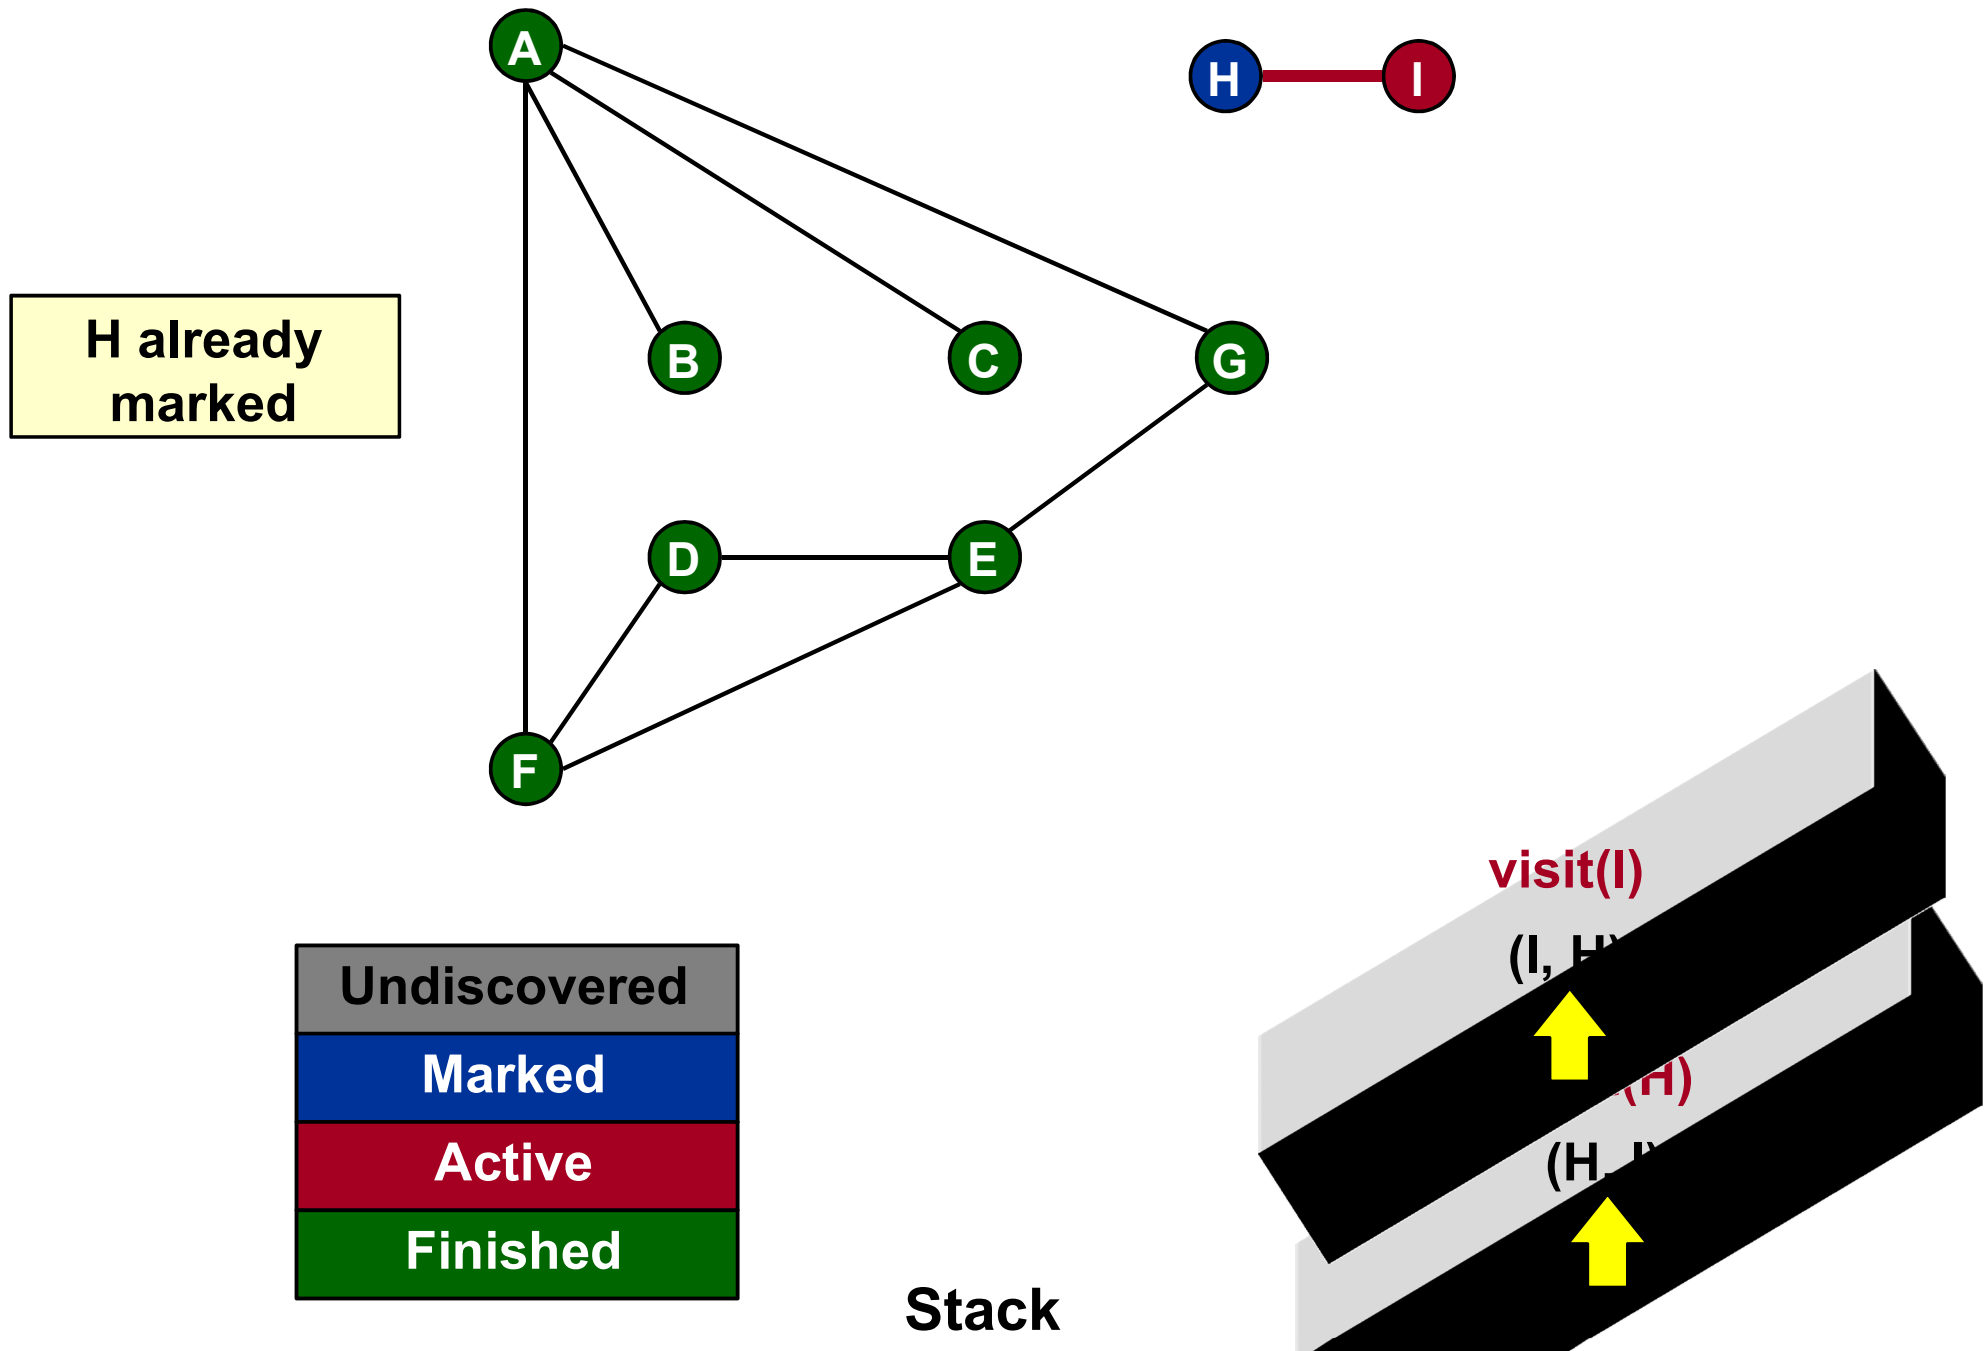 A
H
I
H already
marked
B
C
G
D
E
F
visit(I)
(I, H)
Undiscovered
Marked
(H)
Active
(H, I)
Finished
Stack